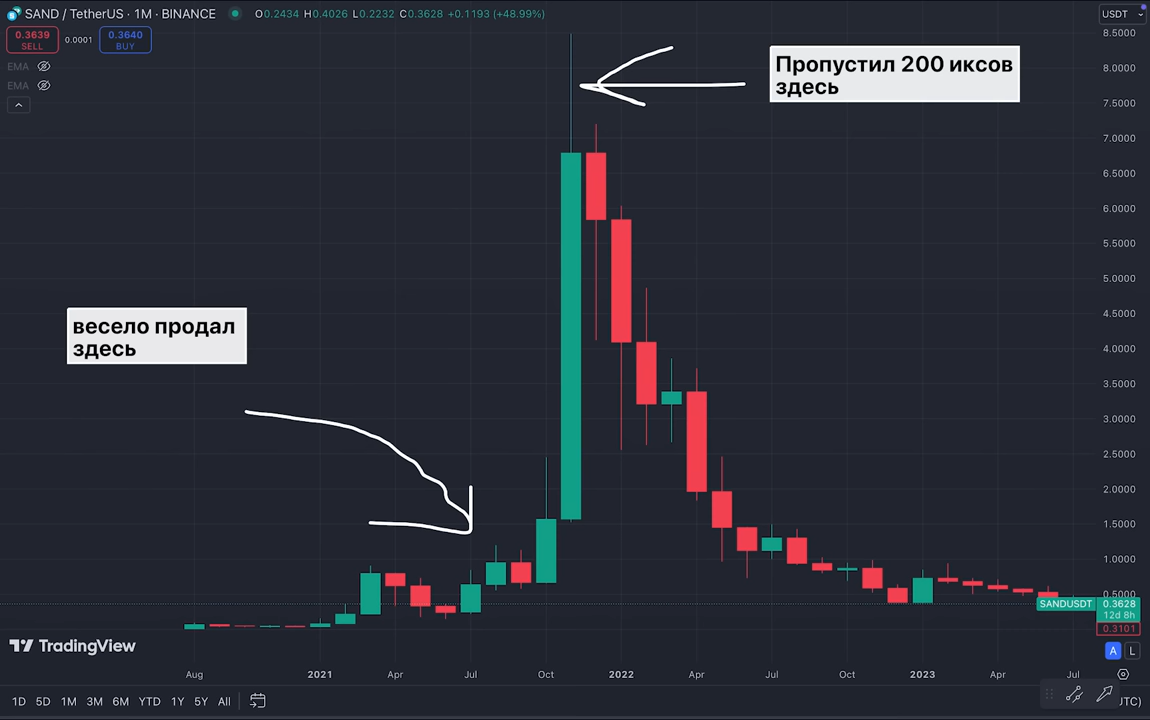 SAND / TetherUS · 1M · BINANCE O0.2434 H0.4026 L0.2232 C0.3628 +0.1193 (+48.99%)
USDT
0.3639 0.0001 0.3640
SELL BUY
EMA
EMA
8.5000
8.0000
7.5000
7.0000
6.5000
6.0000
5.5000
5.0000
4.5000
4.0000
3.5000
3.0000
2.5000
2.0000
1.5000
1.0000
0.5000
Пропустил 200 иксов
здесь
весело продал
здесь
SANDUSDT 0.3628
12d 8h
0.3101
TradingView
A L
Aug 2021 Apr Jul Oct 2022 Apr Jul Oct 2023 Apr Jul
1D 5D 1M 3M 6M YTD 1Y 5Y All
UTC)